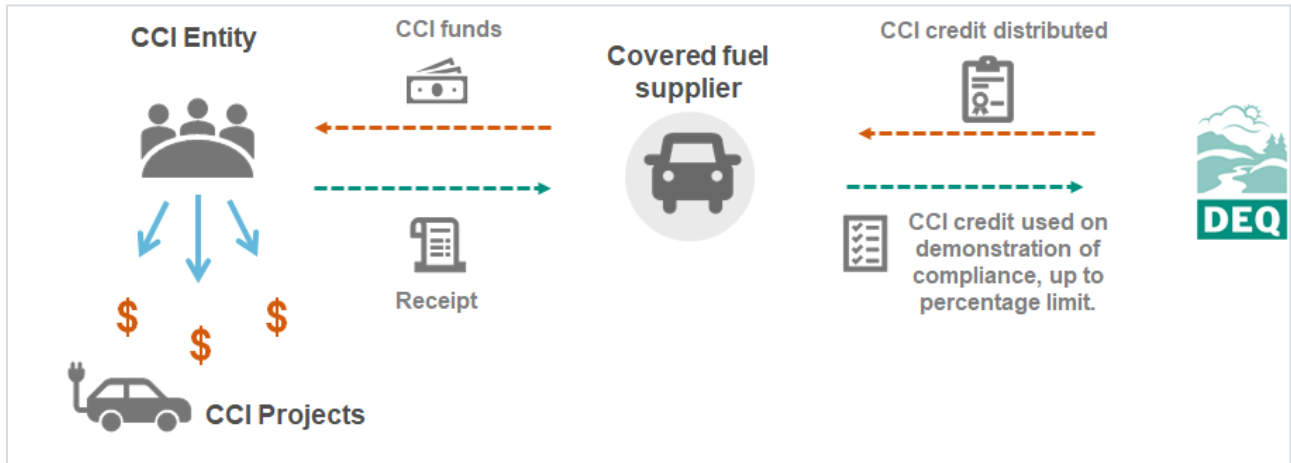 CCI Entity
CCI funds
Covered fuel
supplier
CCI credit distributed
Receipt
CCI credit used on
demonstration of
compliance, up to
percentage limit.
DEQ
$
$
$
CCI Projects